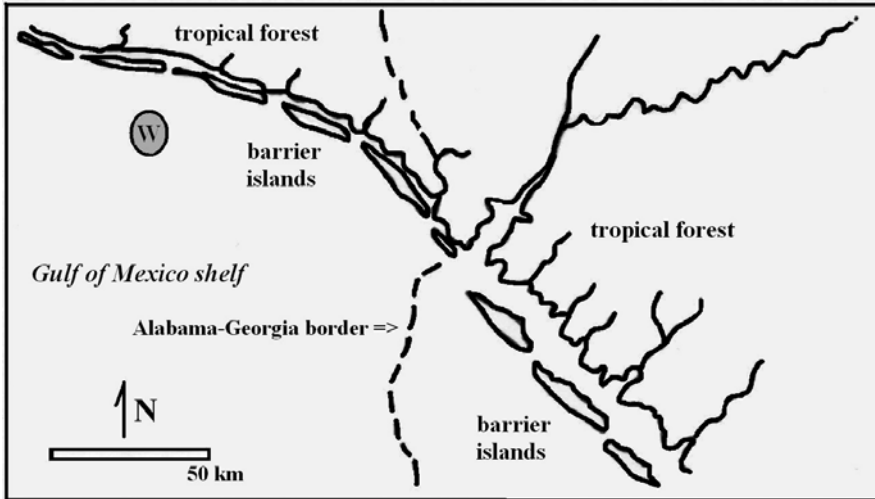 tropical forest
W
barrier
islands
tropical forest
Gulf of Mexico shelf
Alabama-Georgia border =>
N
barrier
islands
50 km